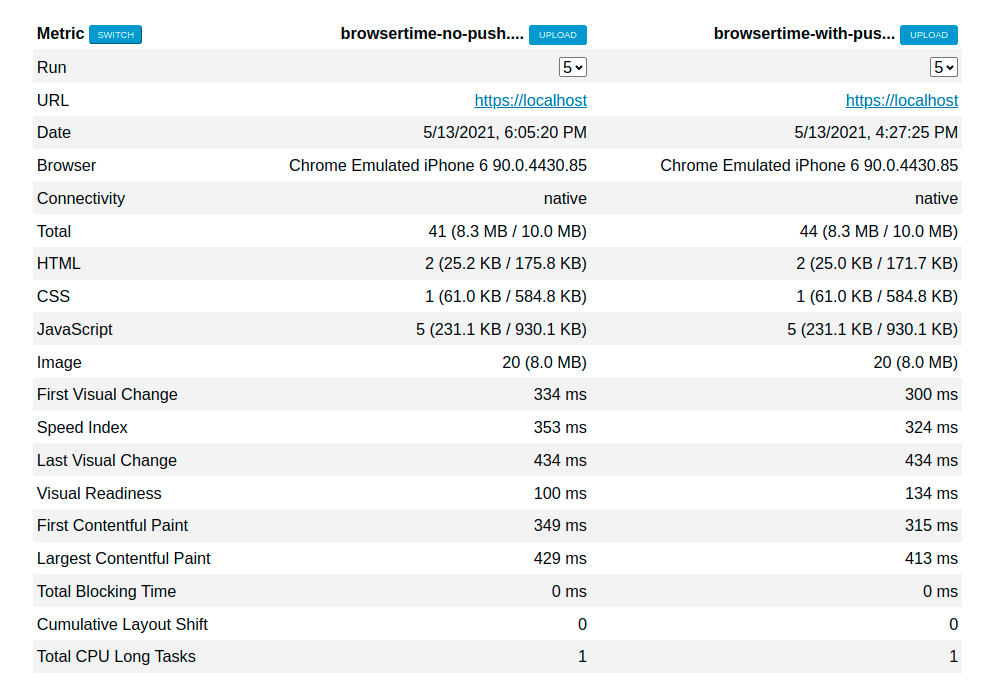 Metric SWITCH browsertime-no-push.... UPLOAD browsertime-with-pus... UPLOAD
Run 5 5
URL https://localhost https://localhost
Date 5/13/2021, 6:05:20 PM 5/13/2021, 4:27:25 PM
Browser Chrome Emulated iPhone 6 90.0.4430.85 Chrome Emulated iPhone 6 90.0.4430.85
Connectivity native native
Total 41 (8.3 MB / 10.0 MB) 44 (8.3 MB / 10.0 MB)
HTML 2 (25.2 KB / 175.8 KB) 2 (25.0 KB / 171.7 KB)
CSS 1 (61.0 KB / 584.8 KB) 1 (61.0 KB / 584.8 KB)
JavaScript 5 (231.1 KB / 930.1 KB) 5 (231.1 KB / 930.1 KB)
Image 20 (8.0 MB) 20 (8.0 MB)
First Visual Change 334 ms 300 ms
Speed Index 353 ms 324 ms
Last Visual Change 434 ms 434 ms
Visual Readiness 100 ms 134 ms
First Contentful Paint 349 ms 315 ms
Largest Contentful Paint 429 ms 413 ms
Total Blocking Time 0 ms 0 ms
Cumulative Layout Shift 0 0
Total CPU Long Tasks 1 1